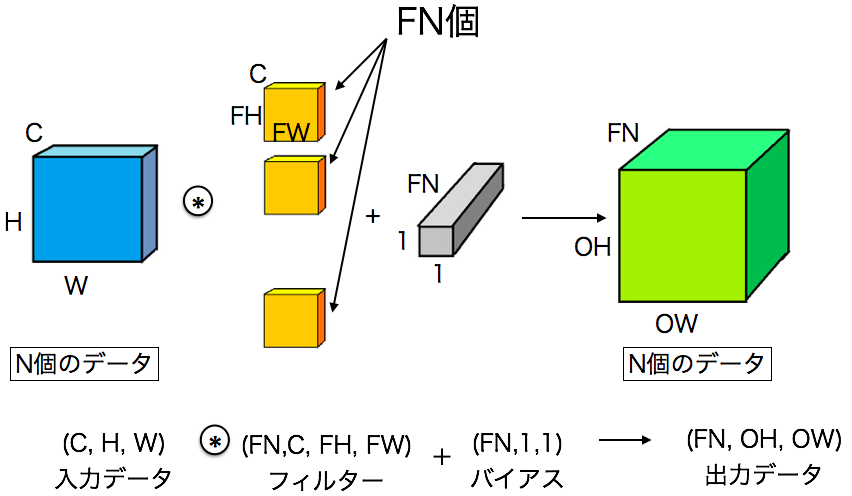 FN個
C
FH
FW
C
H
W
*
+
FN
1
1
FN
OH
OW
N個のデータ
N個のデータ
(C, H, W) * (FN,C, FH, FW) + (FN,1,1) (FN, OH, OW)
入力データ フィルター バイアス 出力データ